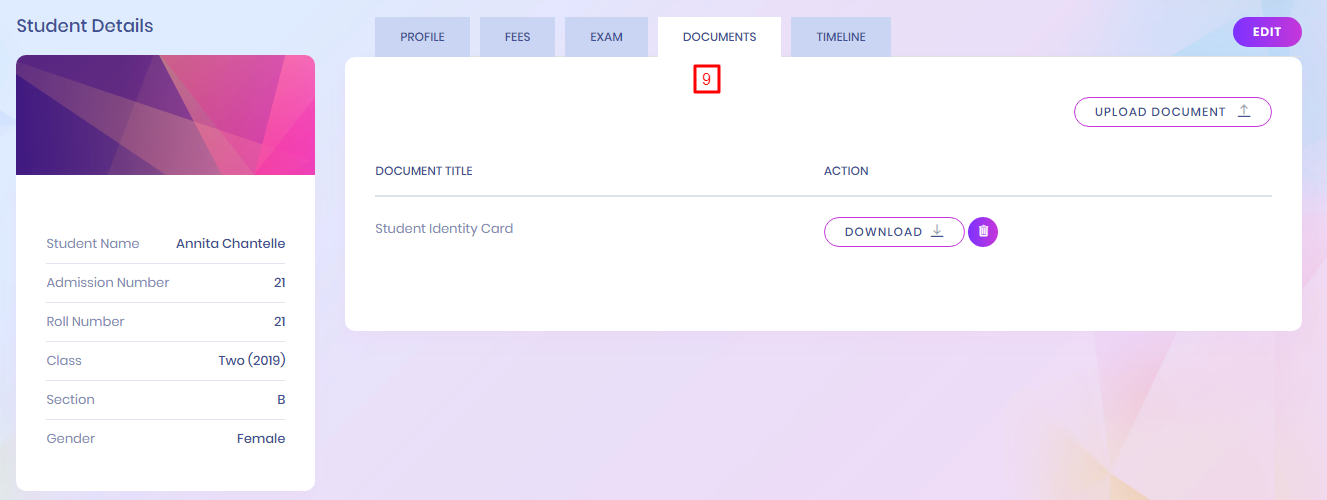 Student Details
PROFILE
FEES
EXAM
DOCUMENTS
TIMELINE
EDIT
9
UPLOAD DOCUMENT
DOCUMENT TITLE ACTION
Student Identity Card DOWNLOAD
Student Name Annita Chantelle
Admission Number 21
Roll Number 21
Class Two (2019)
Section B
Gender Female